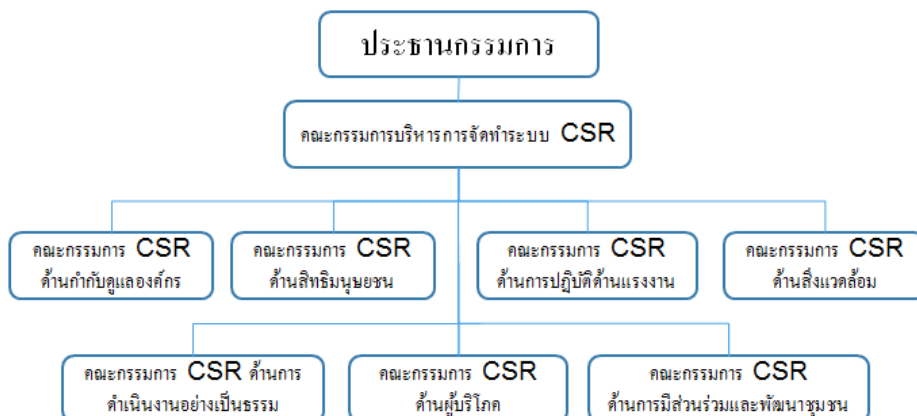 ประธานกรรมการ
คณะกรรมการบริหารการจัดทำระบบ CSR
คณะกรรมการ CSR
ด้านกำกับดูแลองค์กร
คณะกรรมการ CSR
ด้านสิทธิมนุษยชน
คณะกรรมการ CSR
ด้านการปฏิบัติด้านแรงงาน
คณะกรรมการ CSR
ด้านสิ่งแวดล้อม
คณะกรรมการ CSR ด้านการ
ดำเนินงานอย่างเป็นธรรม
คณะกรรมการ CSR
ด้านผู้บริโภค
คณะกรรมการ CSR
ด้านการมีส่วนร่วมและพัฒนาชุมชน